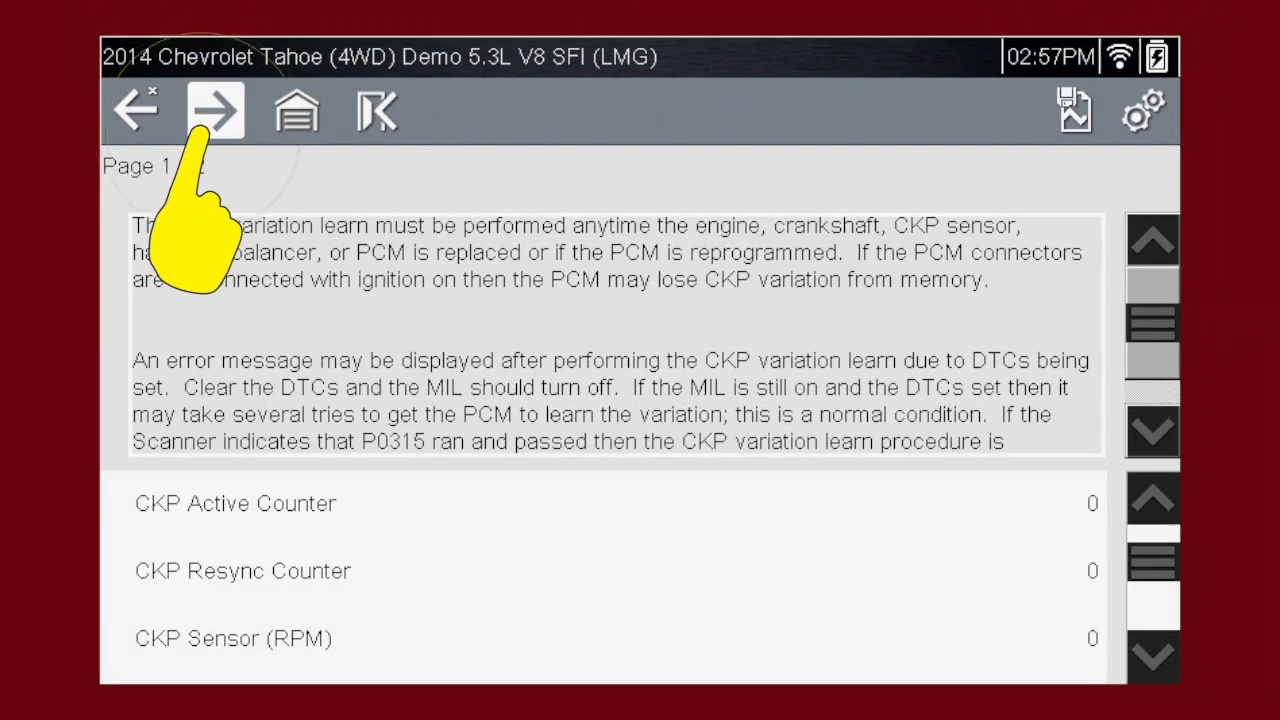 2014 Chevrolet Tahoe (4WD) Demo 5.3L V8 SFI (LMG) 02:57PM
Page 1
variation learn must be performed anytime the engine, crankshaft, CKP sensor,
balancer, or PCM is replaced or if the PCM is reprogrammed. If the PCM connectors
are with ignition on then the PCM may lose CKP variation from memory.
An error message may be displayed after performing the CKP variation learn due to DTCs being
set. Clear the DTCs and the MIL should turn off. If the MIL is still on and the DTCs set then it
may take several tries to get the PCM to learn the variation; this is a normal condition. If the
Scanner indicates that P0315 ran and passed then the CKP variation learn procedure is
CKP Active Counter 0
CKP Resync Counter 0
CKP Sensor (RPM) 0